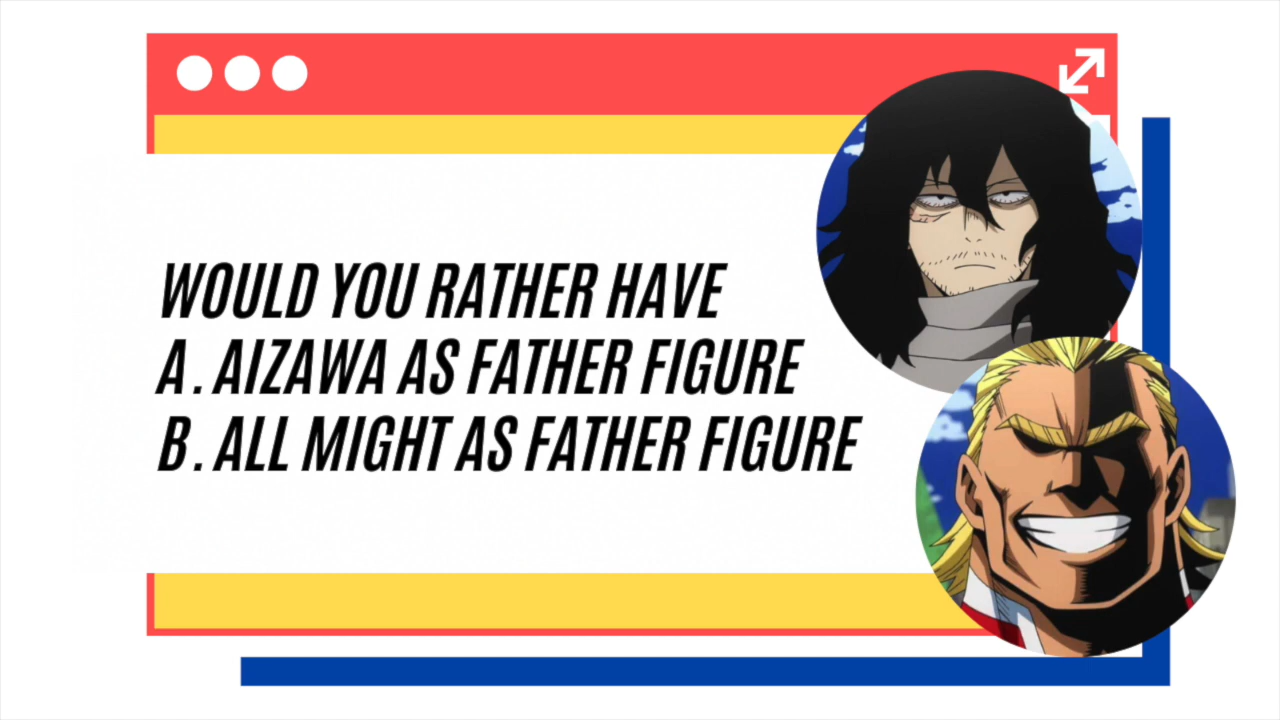 WOULD YOU RATHER HAVE
A. AIZAWA AS FATHER FIGURE
B. ALL MIGHT AS FATHER FIGURE